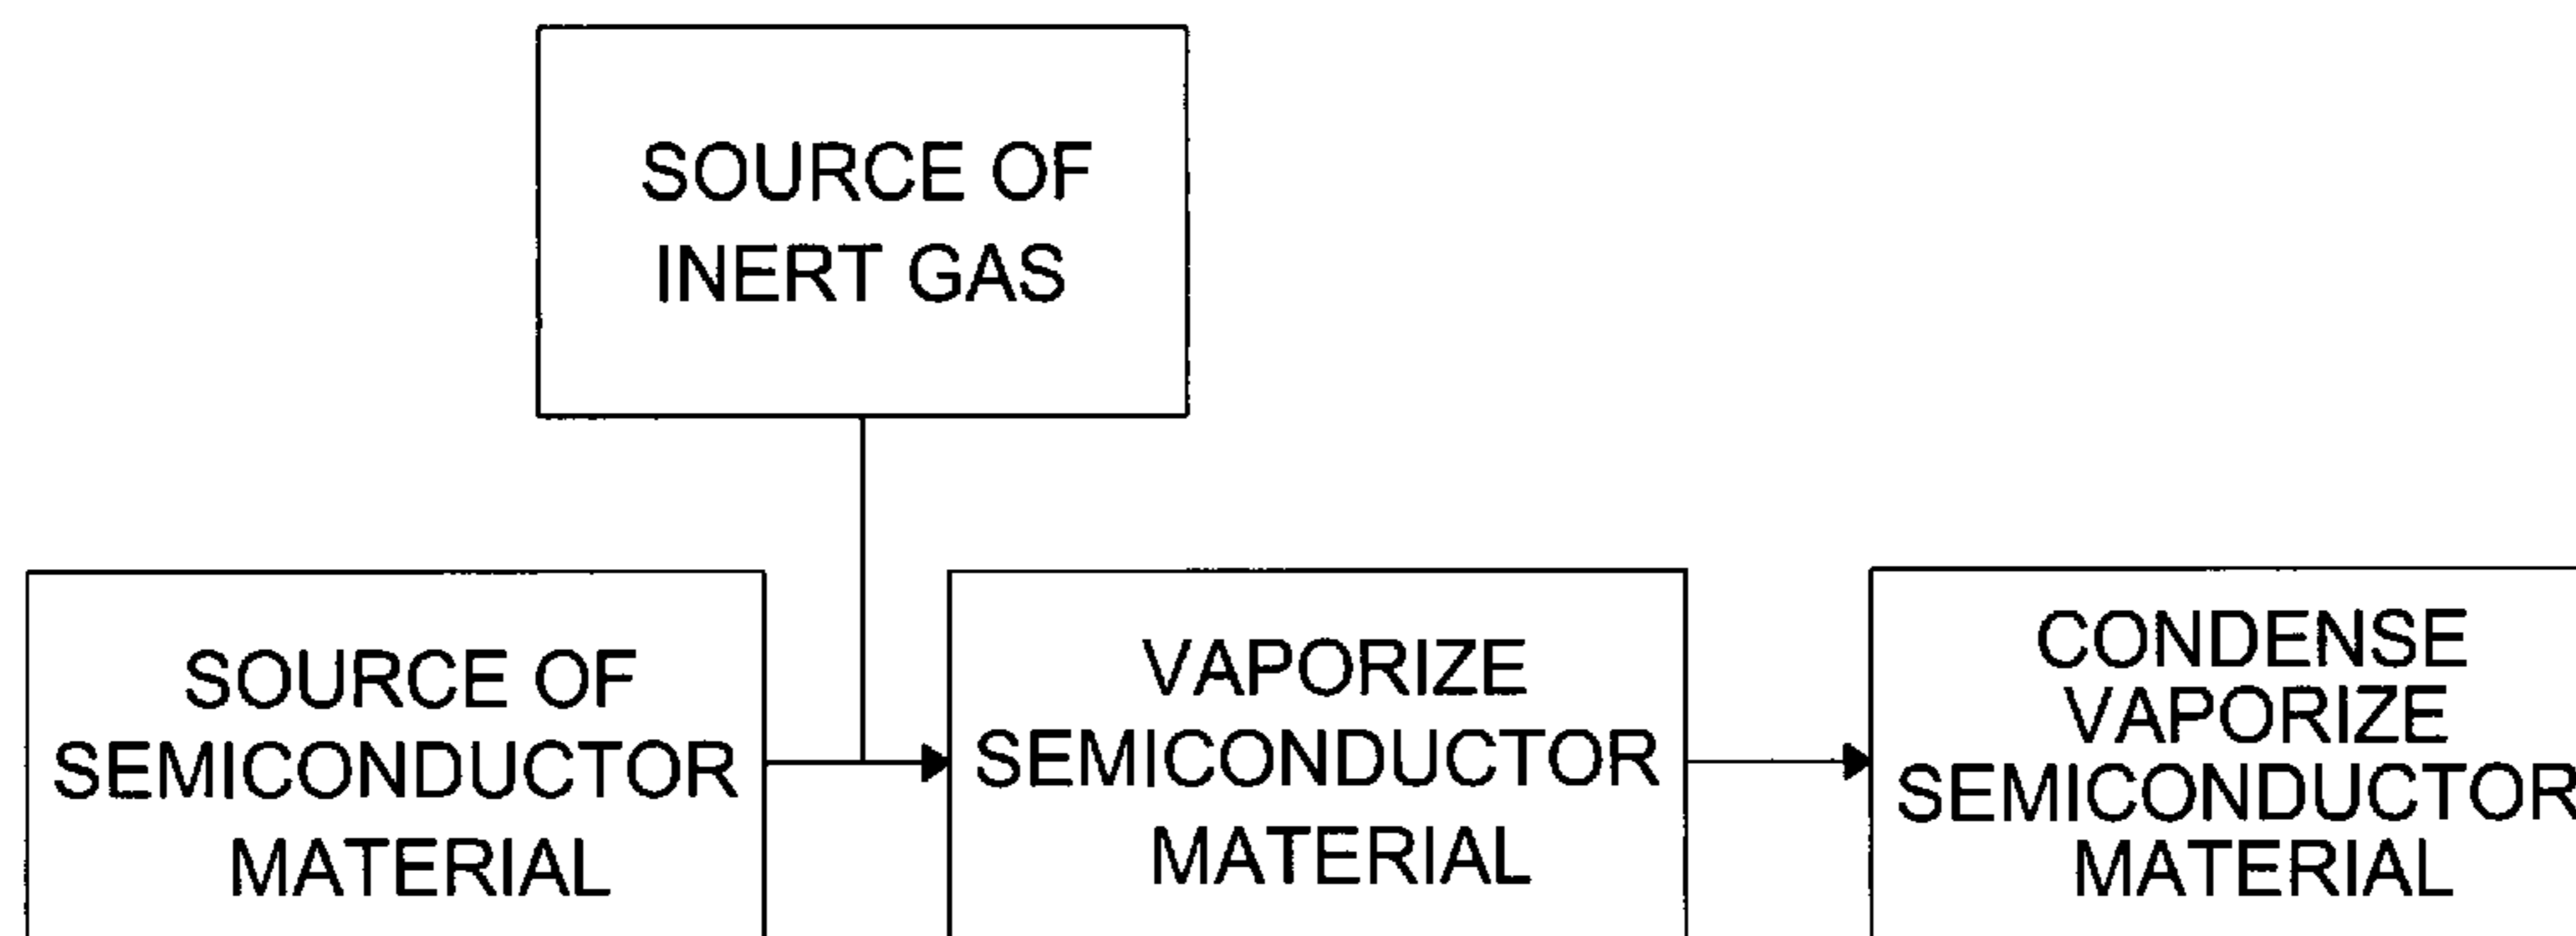 SOURCE OF
INERT GAS
SOURCE OF
SEMICONDUCTOR
MATERIAL
VAPORIZE
SEMICONDUCTOR
MATERIAL
CONDENSE
VAPORIZE
SEMICONDUCTOR
MATERIAL